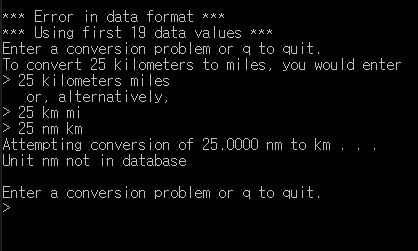 *** Error in data format ***
*** Using first 19 data values ***
Enter a conversion problem or q to quit.
To convert 25 kilometers to miles, you would enter
> 25 kilometers miles
   or, alternatively,
> 25 km mi
> 25 nm km
Attempting conversion of 25.0000 nm to km . . .
Unit nm not in database

Enter a conversion problem or q to quit.
>